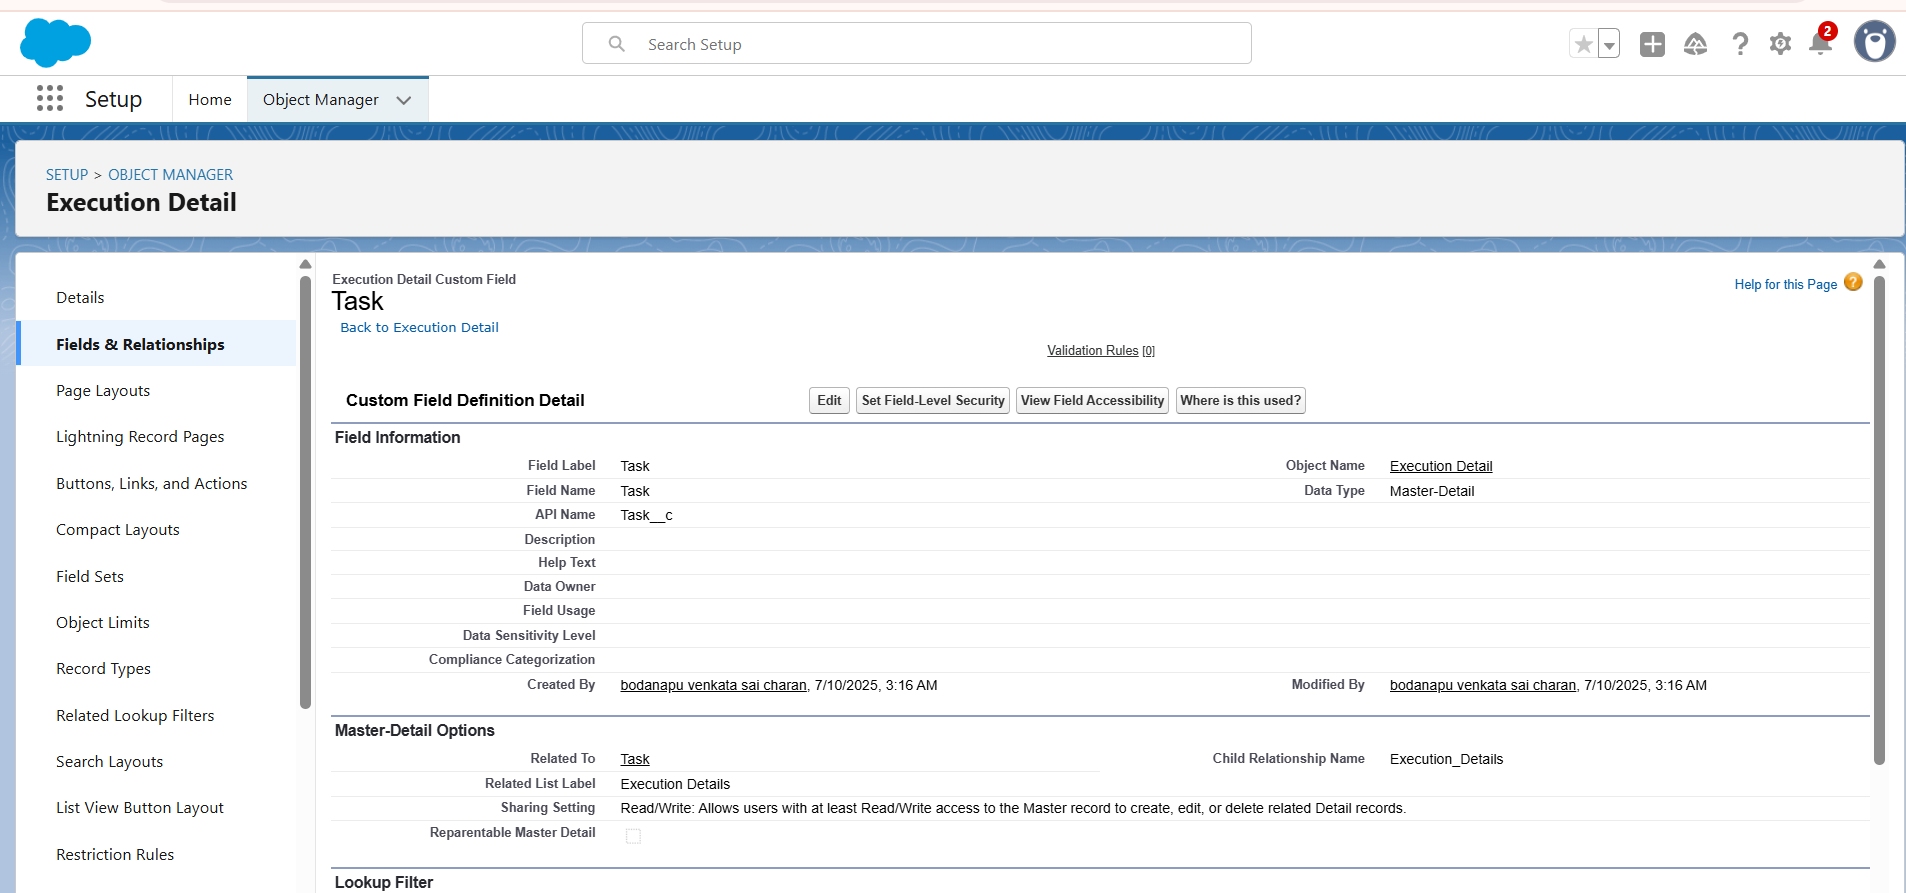 Search Setup
2
Setup
Home
Object Manager
SETUP > OBJECT MANAGER
Execution Detail
Details
Fields & Relationships
Page Layouts
Lightning Record Pages
Buttons, Links, and Actions
Compact Layouts
Field Sets
Object Limits
Record Types
Related Lookup Filters
Search Layouts
List View Button Layout
Restriction Rules
Execution Detail Custom Field
Task
Back to Execution Detail
Help for this Page ?
Validation Rules [0]
Custom Field Definition Detail
Edit
Set Field-Level Security
View Field Accessibility
Where is this used?
Field Information
Field Label Task Object Name Execution Detail
Field Name Task Data Type Master-Detail
API Name Task__c
Description
Help Text
Data Owner
Field Usage
Data Sensitivity Level
Compliance Categorization
Created By bodanapu venkata sai charan, 7/10/2025, 3:16 AM Modified By bodanapu venkata sai charan, 7/10/2025, 3:16 AM
Master-Detail Options
Related To Task Child Relationship Name Execution_Details
Related List Label Execution Details
Sharing Setting Read/Write: Allows users with at least Read/Write access to the Master record to create, edit, or delete related Detail records.
Reparentable Master Detail
Lookup Filter